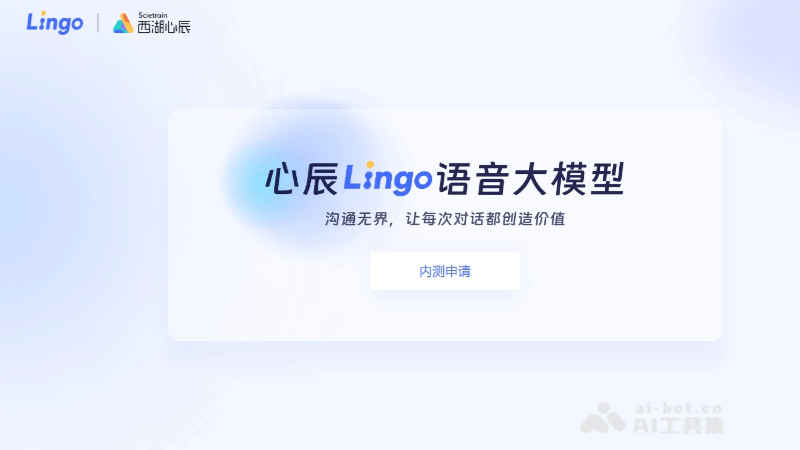 Lingo
Scietrain
西湖心辰
心辰Lingo语音大模型
沟通无界，让每次对话都创造价值
内测申请
ai-bot.cn
AI工具集